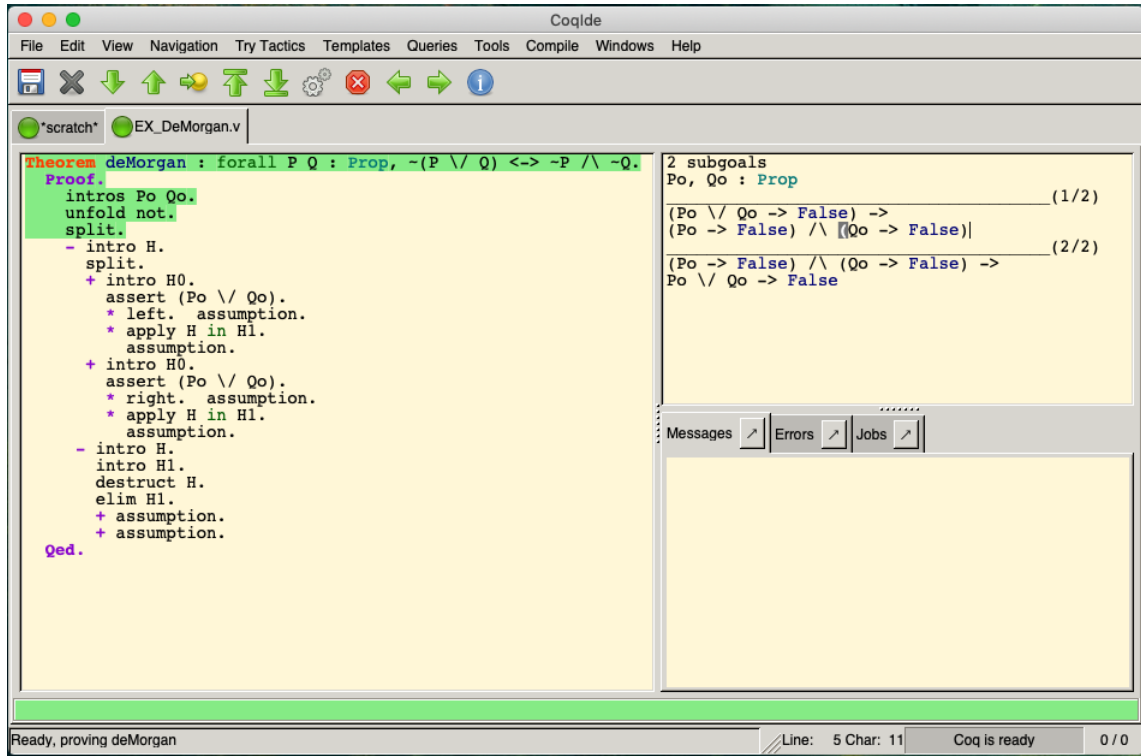 CoqIde
File Edit View Navigation Try Tactics Templates Queries Tools Compile Windows Help
*scratch* EX_DeMorgan.v
Theorem deMorgan : forall P Q : Prop, ~(P \/ Q) <-> ~P /\ ~Q.
Proof.
intros Po Qo.
unfold not.
split.
- intro H.
split.
+ intro H0.
assert (Po \/ Qo).
* left.  assumption.
* apply H in H1.
assumption.
+ intro H0.
assert (Po \/ Qo).
* right.  assumption.
* apply H in H1.
assumption.
- intro H.
intro H1.
destruct H.
elim H1.
+ assumption.
+ assumption.
Qed.
2 subgoals
Po, Qo : Prop
(1/2)
(Po \/ Qo -> False) ->
(Po -> False) /\ (Qo -> False)
(2/2)
(Po -> False) /\ (Qo -> False) ->
Po \/ Qo -> False
Messages Errors Jobs
Ready, proving deMorgan Line: 5 Char: 11 Coq is ready 0 / 0